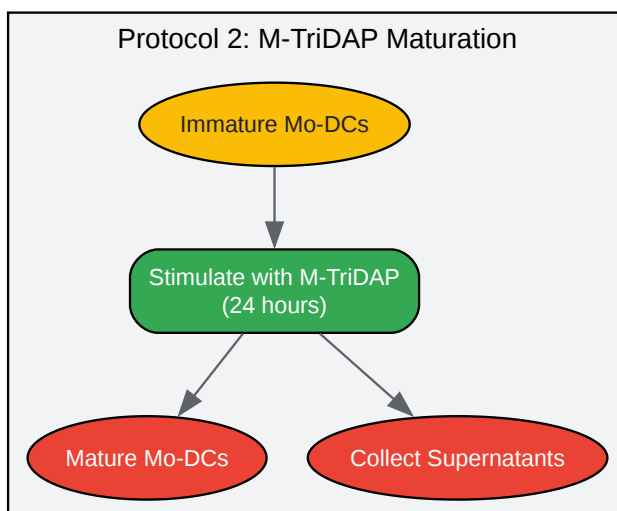 Protocol 2: M-TriDAP Maturation
Immature Mo-DCs
Stimulate with M-TriDAP
(24 hours)
Mature Mo-DCs
Collect Supernatants